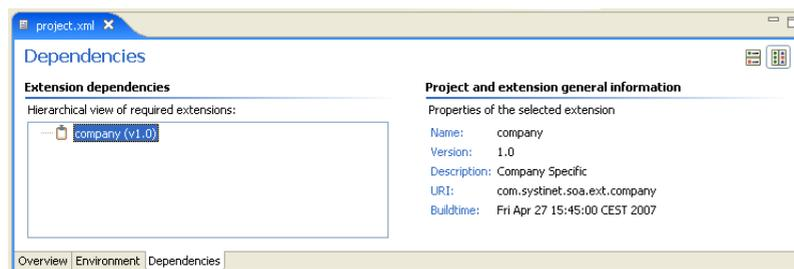 project.xml
Dependencies
Extension dependencies
Hierarchical view of required extensions:
company (v1.0)
Project and extension general information
Properties of the selected extension
Name: company
Version: 1.0
Description: Company Specific
URI: com.systinet.soa.ext.company
Buildtime: Fri Apr 27 15:45:00 CEST 2007
Overview Environment Dependencies